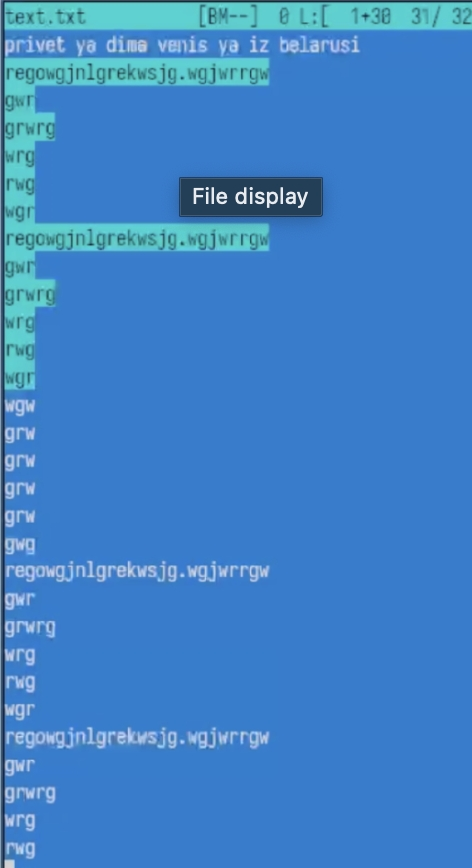 text.txt [BM--] 0 L:[ 1+30 31/ 32
privet ya dima venis ya iz belarusi
regowgjnlgrekwsjg.wgjwrrgw
gwr
grwrg
wrg
rwg
File display
wgr
regowgjnlgrekwsjg.wgjwrrgw
gwr
grwrg
wrg
rwg
wgr
wgw
grw
grw
grw
grw
gwg
regowgjnlgrekwsjg.wgjwrrgw
gwr
grwrg
wrg
rwg
wgr
regowgjnlgrekwsjg.wgjwrrgw
gwr
grwrg
wrg
rwg